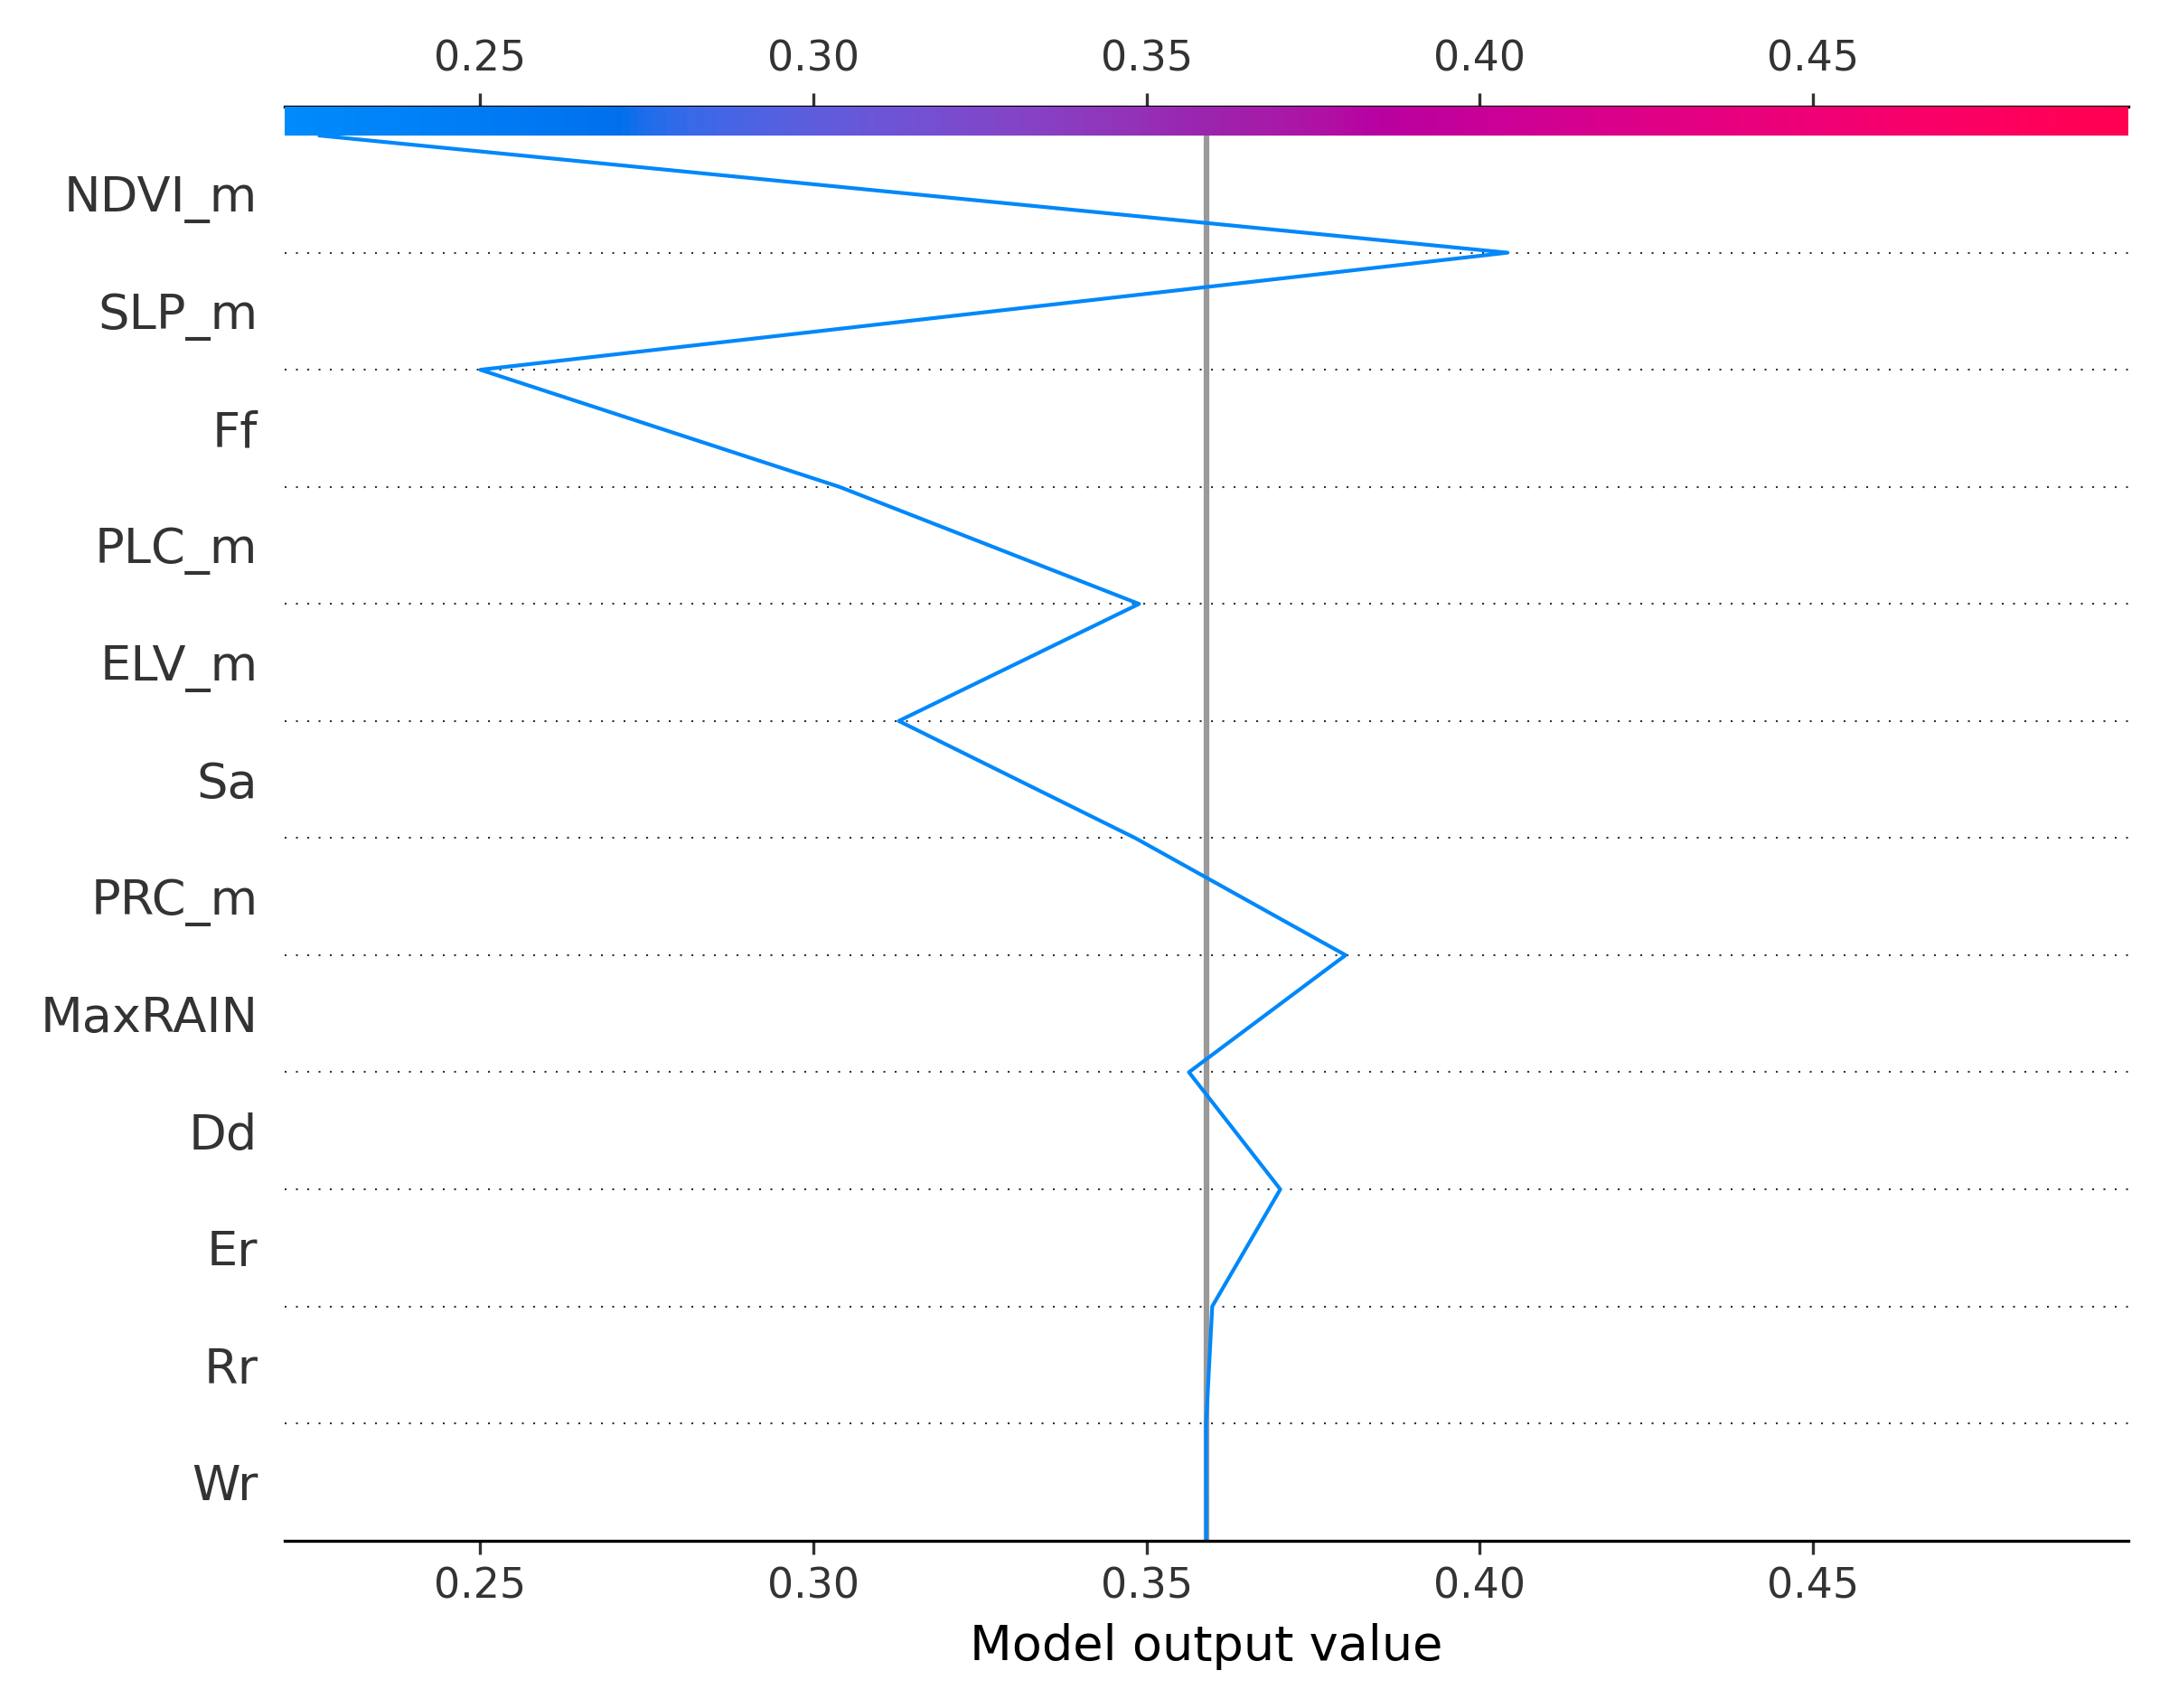 0.25 0.30 0.35 0.40 0.45
NDVI_m
SLP_m
Ff
PLC_m
ELV_m
Sa
PRC_m
MaxRAIN
Dd
Er
Rr
Wr
0.25 0.30 0.35 0.40 0.45
Model output value